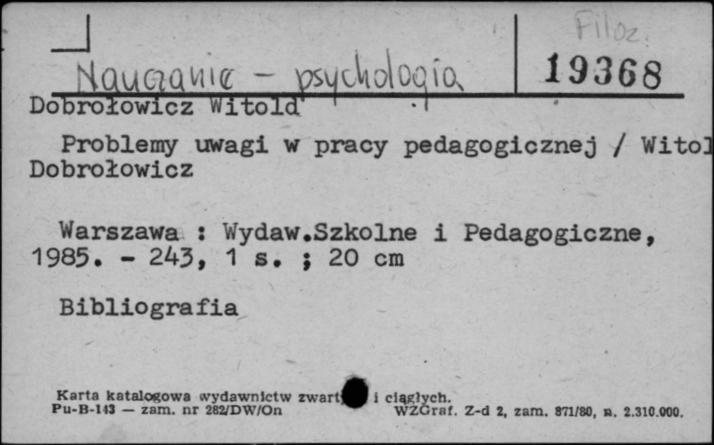 Filoz.
Nauczanie - psychologia
19368
Dobrołowicz Witold
Problemy uwagi w pracy pedagogicznej / Witol
Dobrołowicz
Warszawa : Wydaw.Szkolne i Pedagogiczne,
1985. - 243, 1 s. ; 20 cm
Bibliografia
Karta katalogowa wydawnictw zwart i ciągłych.
Pu-B-143 — zam. nr 282/DW/On
WZGraf. Z-d 2, zam. 871/80, n. 2.310.000.